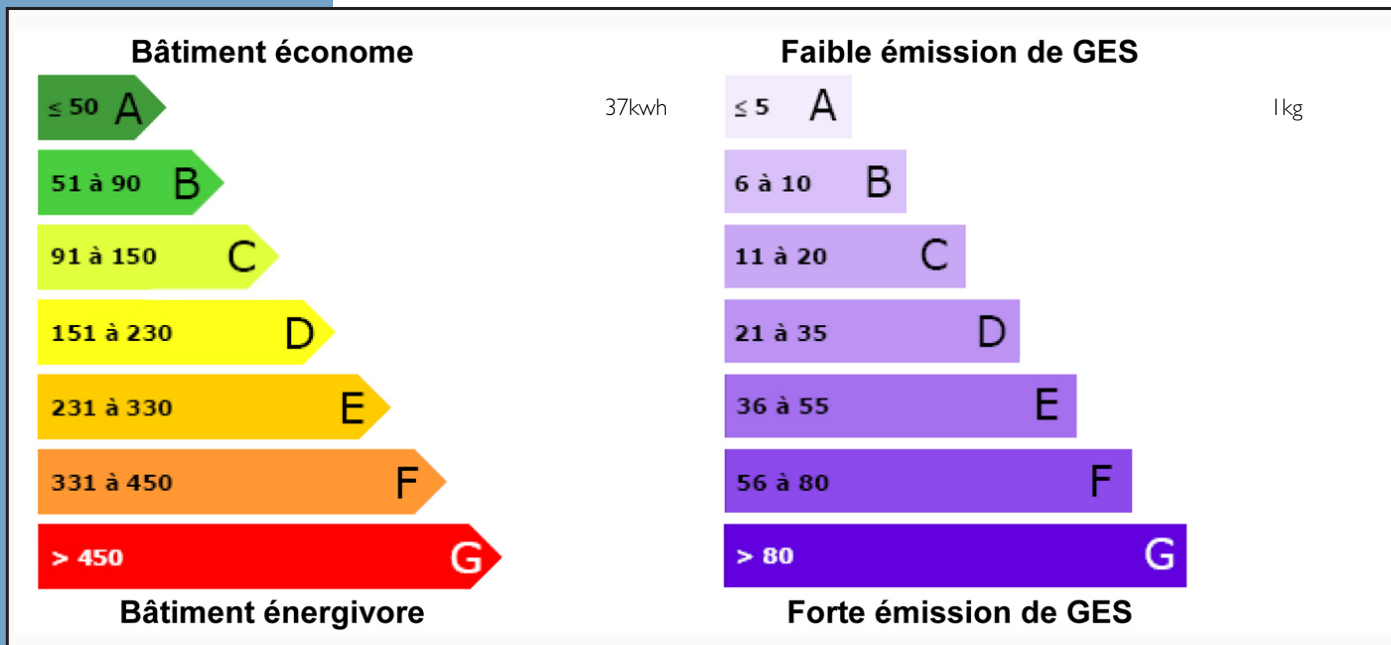 Bâtiment économe
≤ 50 A
37kwh
51 à 90 B
91 à 150 C
151 à 230 D
231 à 330 E
331 à 450 F
> 450 G
Bâtiment énergivore
Faible émission de GES
≤ 5 A
1kg
6 à 10 B
11 à 20 C
21 à 35 D
36 à 55 E
56 à 80 F
> 80 G
Forte émission de GES